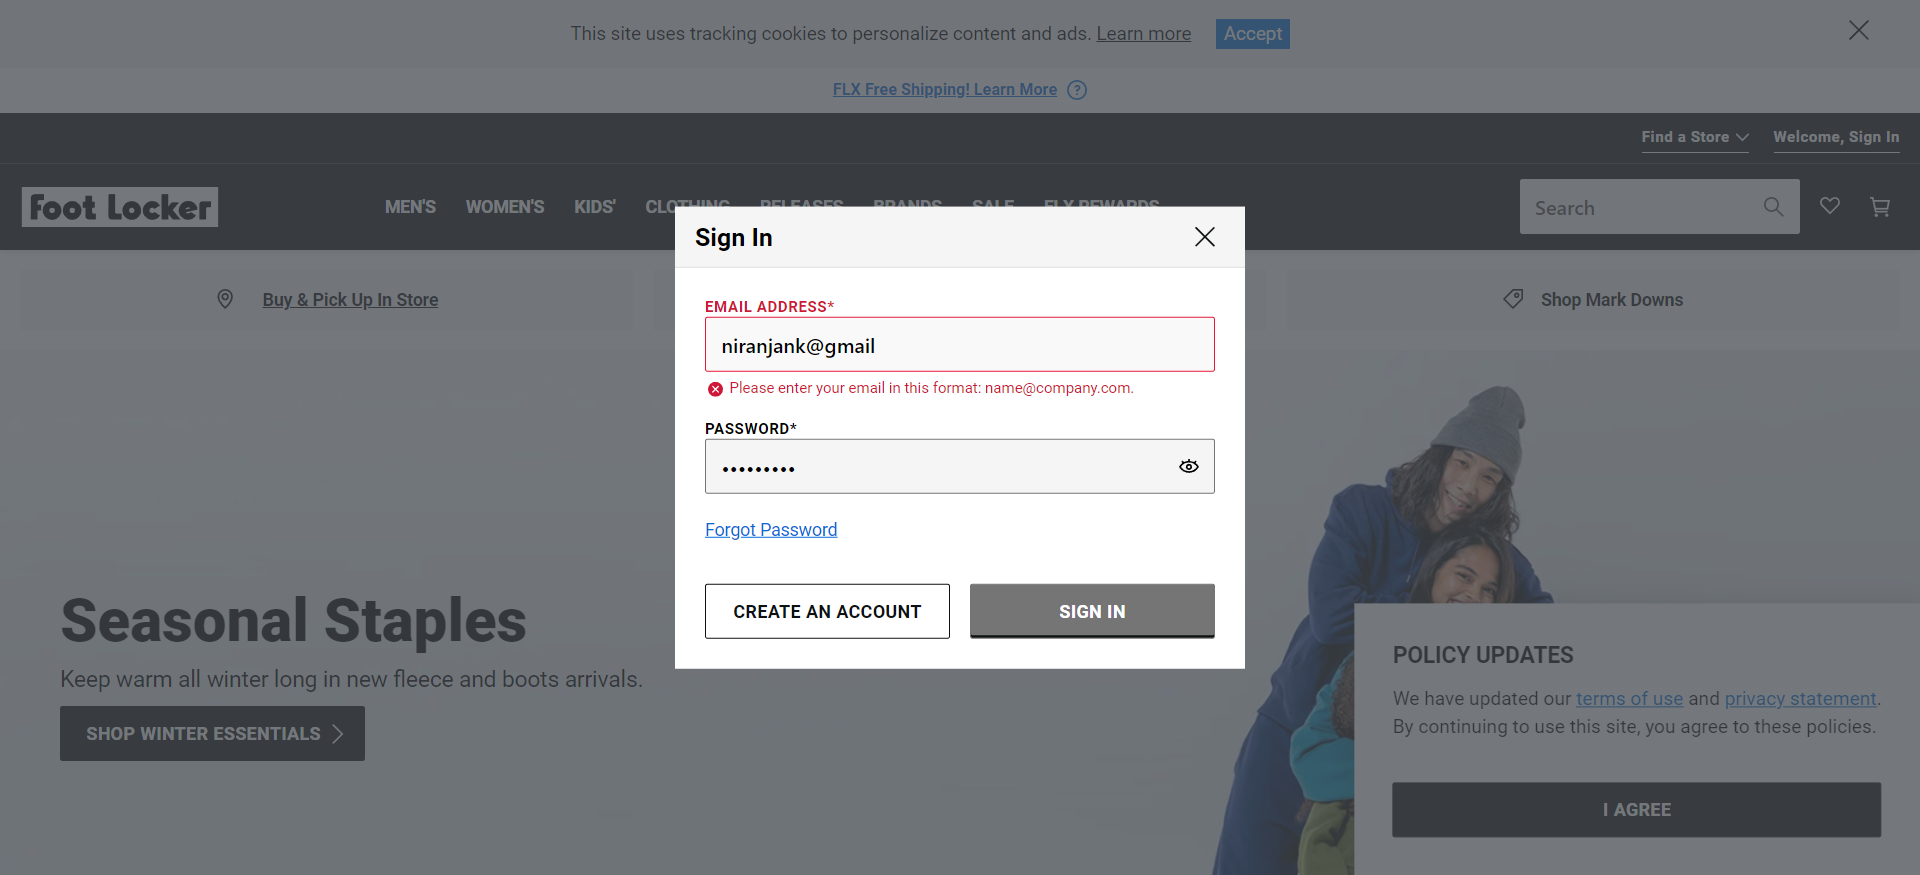 This site uses tracking cookies to personalize content and ads. Learn more Accept
FLX Free Shipping! Learn More ?
Find a Store Welcome, Sign In
Foot Locker MEN'S WOMEN'S KIDS' CLOTHING RELEASES BRANDS SALE FLX REWARDS Search
Sign In
Buy & Pick Up In Store
Shop Mark Downs
EMAIL ADDRESS*
niranjank@gmail
Please enter your email in this format: name@company.com.
PASSWORD*
•••••••••
Forgot Password
CREATE AN ACCOUNT SIGN IN
Seasonal Staples
Keep warm all winter long in new fleece and boots arrivals.
SHOP WINTER ESSENTIALS
POLICY UPDATES
We have updated our terms of use and privacy statement.
By continuing to use this site, you agree to these policies.
I AGREE